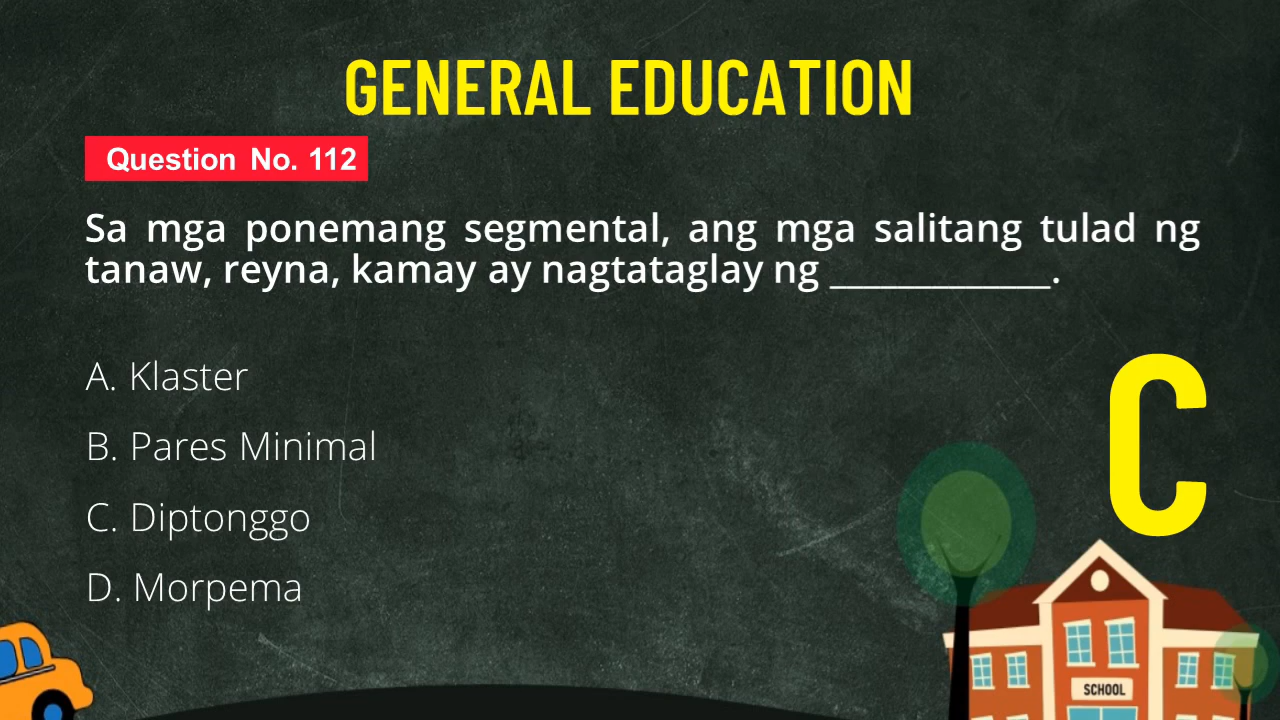 GENERAL EDUCATION
Question No. 112
Sa mga ponemang segmental, ang mga salitang tulad ng
tanaw, reyna, kamay ay nagtataglay ng ____________.
A. Klaster
B. Pares Minimal
C. Diptonggo
D. Morpema
C
SCHOOL